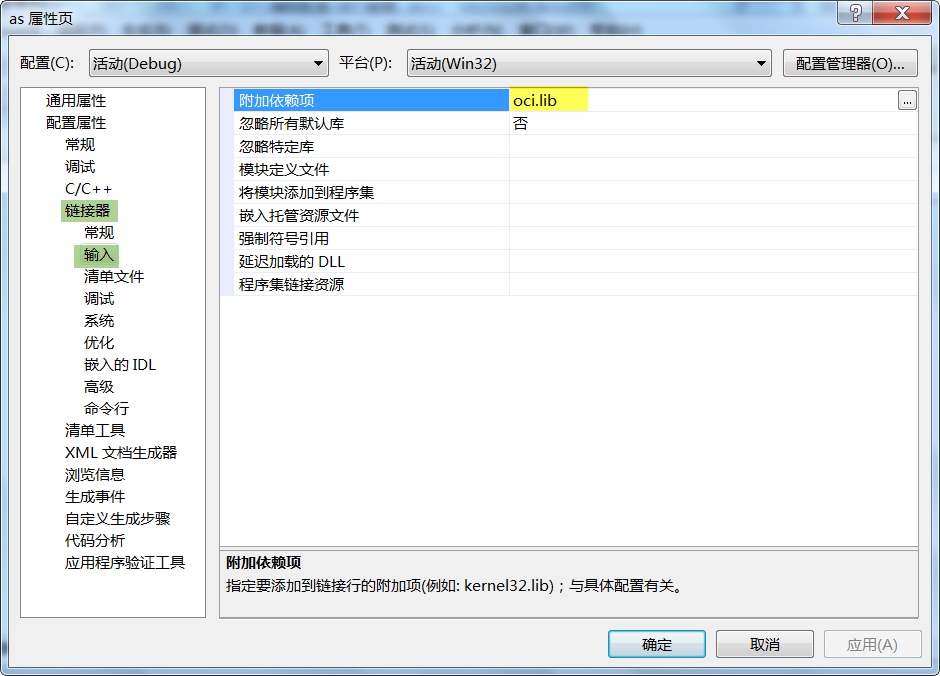 as 属性页
配置(C): 活动(Debug) 平台(P): 活动(Win32) 配置管理器(O)...
通用属性
配置属性
常规
调试
C/C++
链接器
常规
输入
清单文件
调试
系统
优化
嵌入的 IDL
高级
命令行
清单工具
XML 文档生成器
浏览信息
生成事件
自定义生成步骤
代码分析
应用程序验证工具
附加依赖项 oci.lib ...
忽略所有默认库 否
忽略特定库
模块定义文件
将模块添加到程序集
嵌入托管资源文件
强制符号引用
延迟加载的 DLL
程序集链接资源
附加依赖项
指定要添加到链接行的附加项(例如: kernel32.lib)；与具体配置有关。
确定 取消 应用(A)